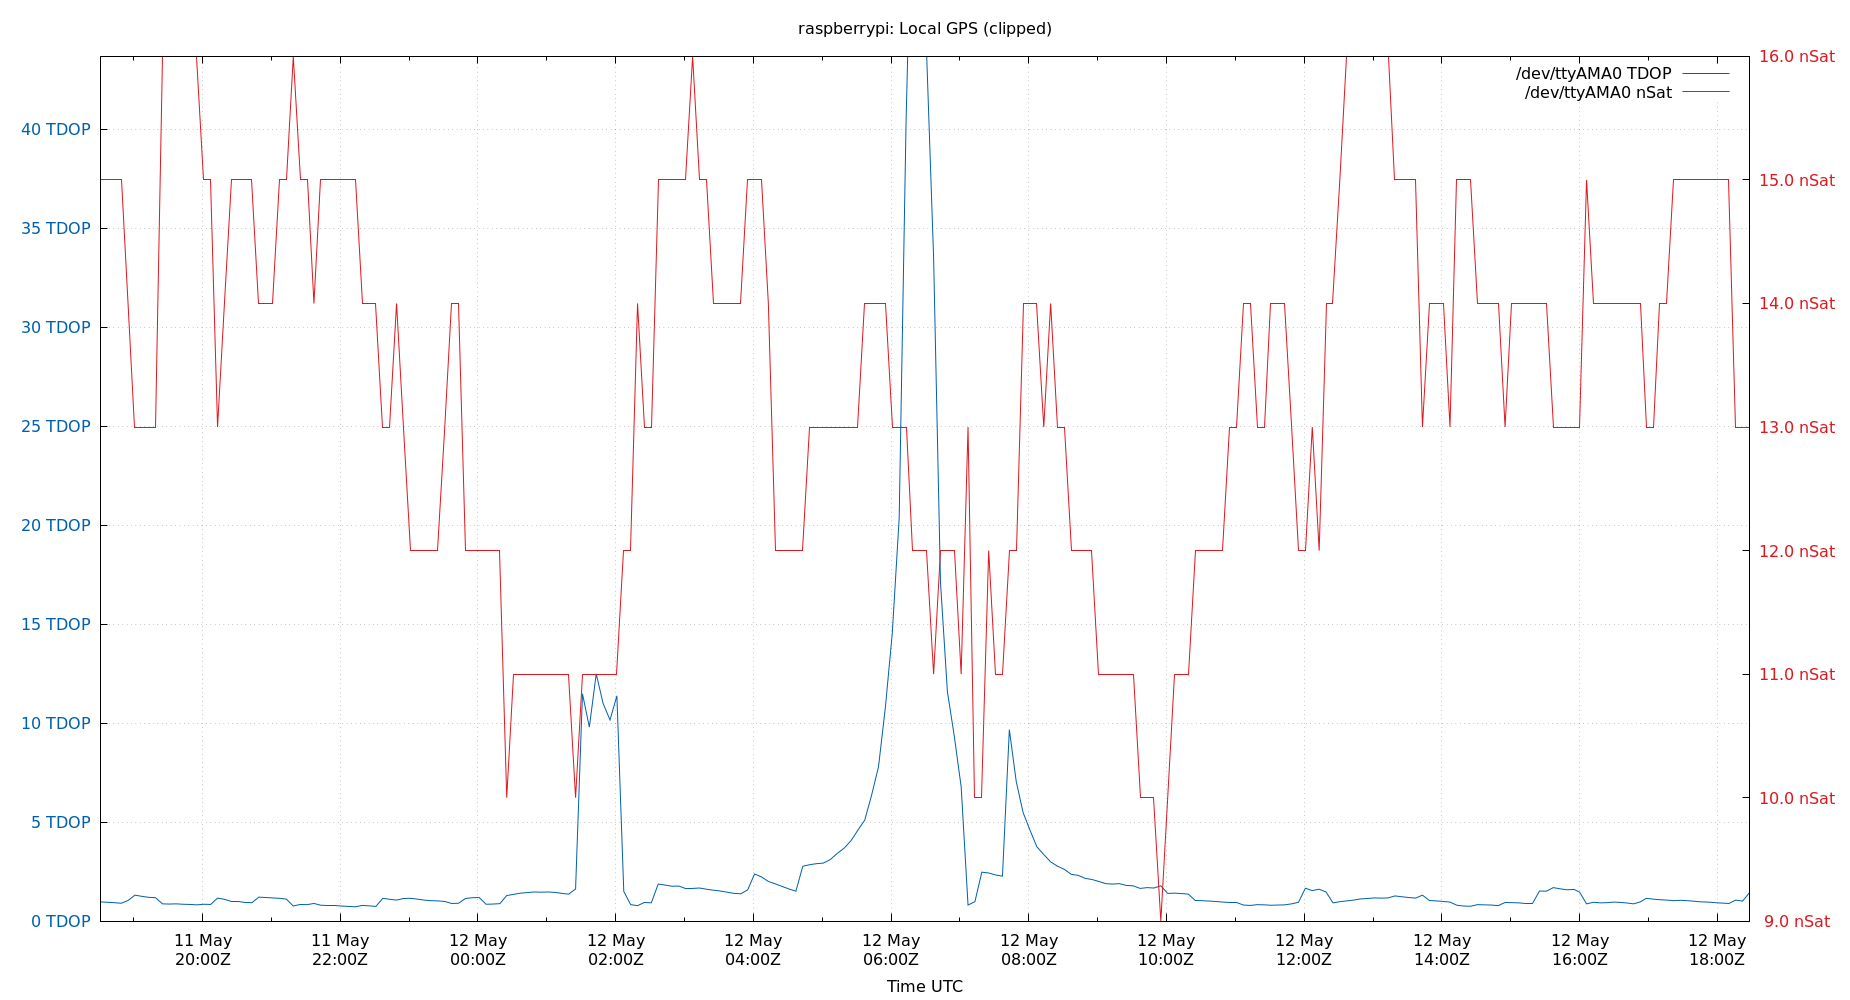 raspberrypi: Local GPS (clipped)
/dev/ttyAMA0 TDOP
/dev/ttyAMA0 nSat
40 TDOP
35 TDOP
30 TDOP
25 TDOP
20 TDOP
15 TDOP
10 TDOP
5 TDOP
0 TDOP
16.0 nSat
15.0 nSat
14.0 nSat
13.0 nSat
12.0 nSat
11.0 nSat
10.0 nSat
9.0 nSat
11 May
20:00Z
11 May
22:00Z
12 May
00:00Z
12 May
02:00Z
12 May
04:00Z
12 May
06:00Z
12 May
08:00Z
12 May
10:00Z
12 May
12:00Z
12 May
14:00Z
12 May
16:00Z
12 May
18:00Z
Time UTC